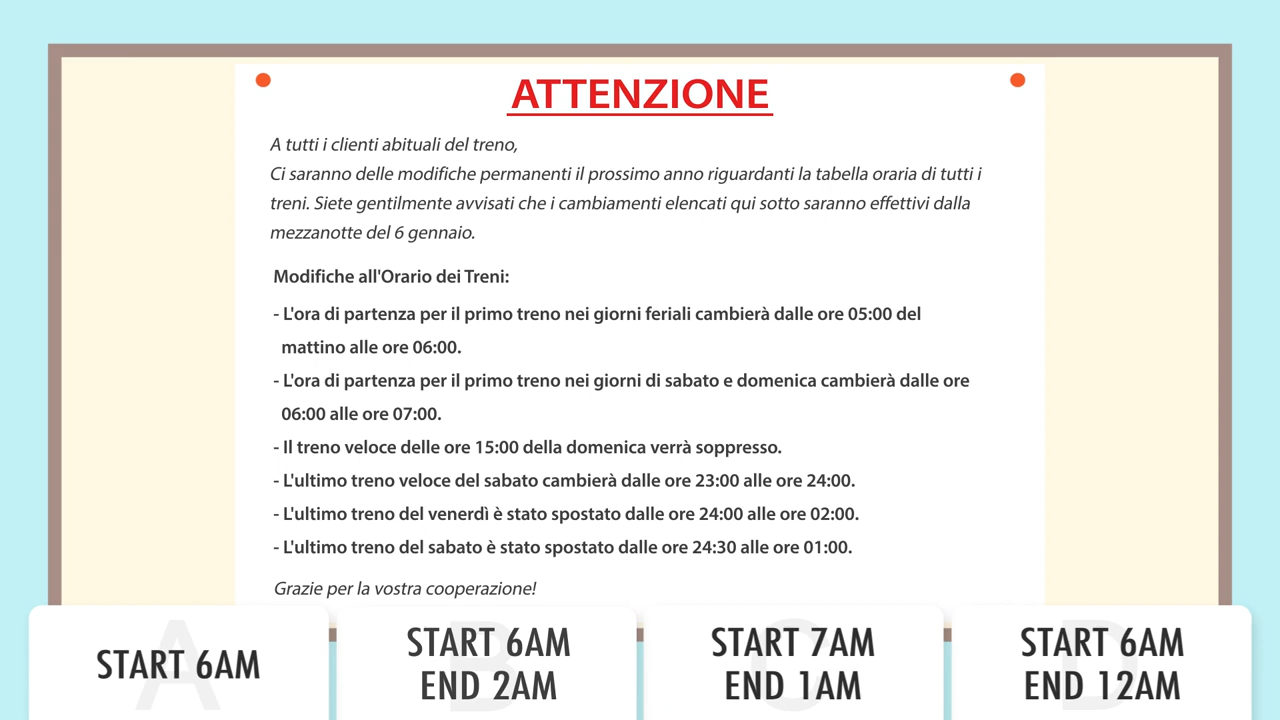 ATTENZIONE
A tutti i clienti abituali del treno,
Ci saranno delle modifiche permanenti il prossimo anno riguardanti la tabella oraria di tutti i
treni. Siete gentilmente avvisati che i cambiamenti elencati qui sotto saranno effettivi dalla
mezzanotte del 6 gennaio.
Modifiche all'Orario dei Treni:
- L'ora di partenza per il primo treno nei giorni feriali cambierà dalle ore 05:00 del
mattino alle ore 06:00.
- L'ora di partenza per il primo treno nei giorni di sabato e domenica cambierà dalle ore
06:00 alle ore 07:00.
- Il treno veloce delle ore 15:00 della domenica verrà soppresso.
- L'ultimo treno veloce del sabato cambierà dalle ore 23:00 alle ore 24:00.
- L'ultimo treno del venerdì è stato spostato dalle ore 24:00 alle ore 02:00.
- L'ultimo treno del sabato è stato spostato dalle ore 24:30 alle ore 01:00.
Grazie per la vostra cooperazione!
A
START 6AM
B
START 6AM
END 2AM
C
START 7AM
END 1AM
D
START 6AM
END 12AM